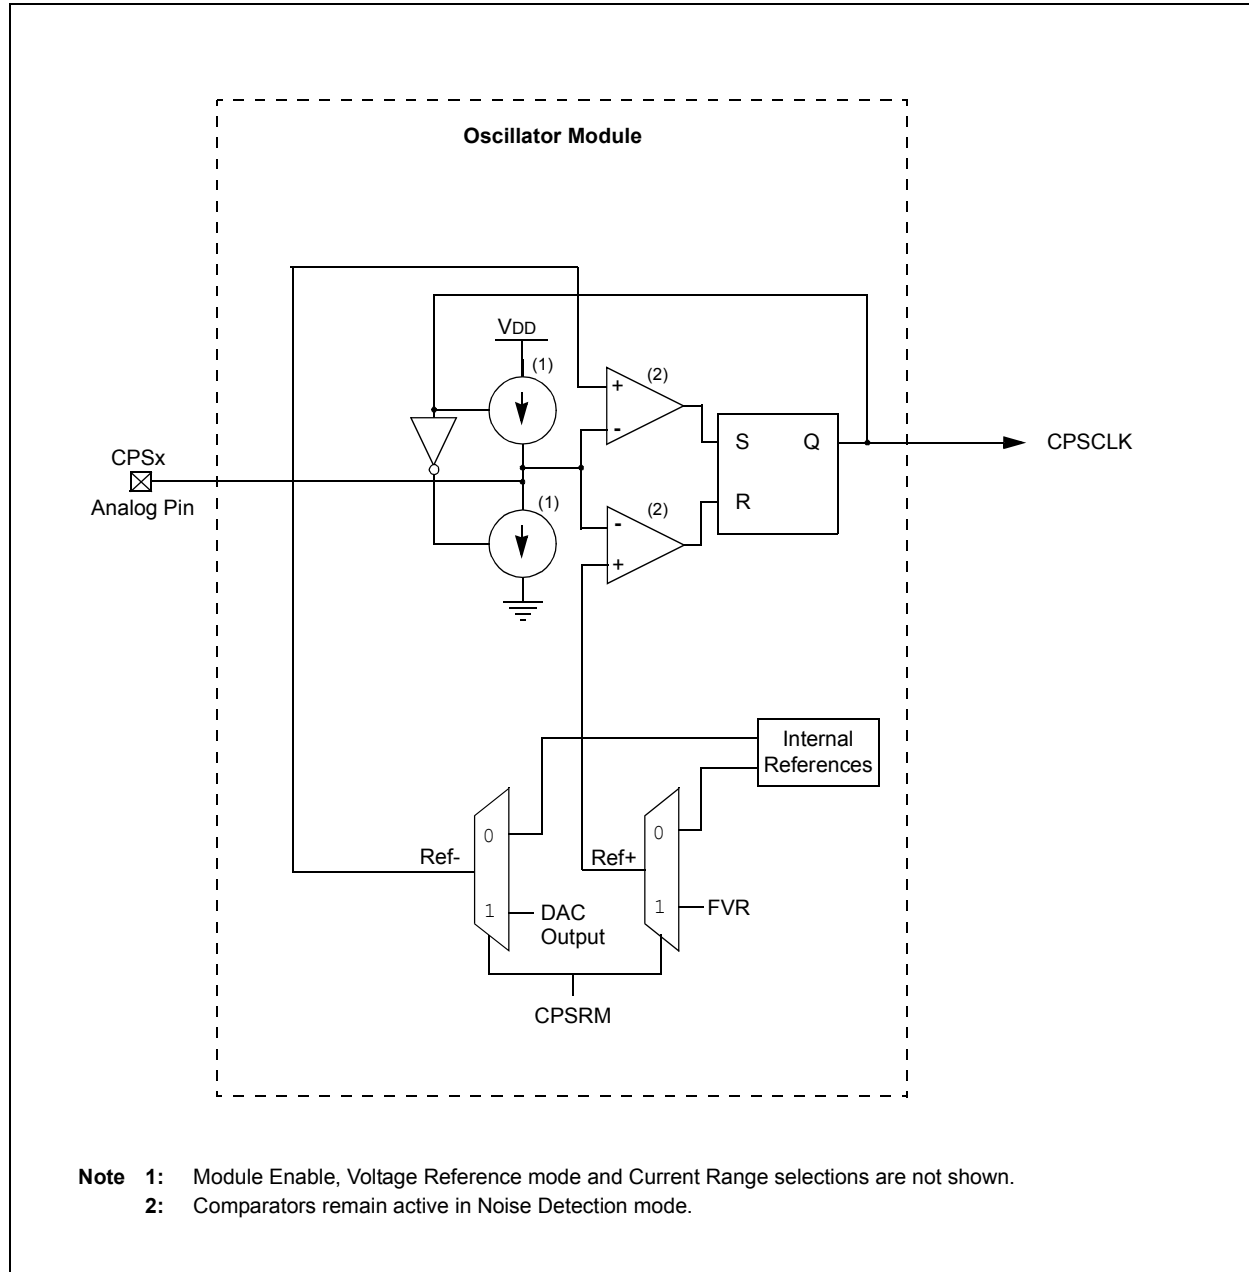 Oscillator Module
VDD
(1)
(2)
+
-
S
Q
CPSCLK
CPSx
Analog Pin
(1)
(2)
R
-
+
Internal
References
0
0
Ref-
Ref+
1
DAC
Output
1
FVR
CPSRM
Note 1: Module Enable, Voltage Reference mode and Current Range selections are not shown.
2: Comparators remain active in Noise Detection mode.